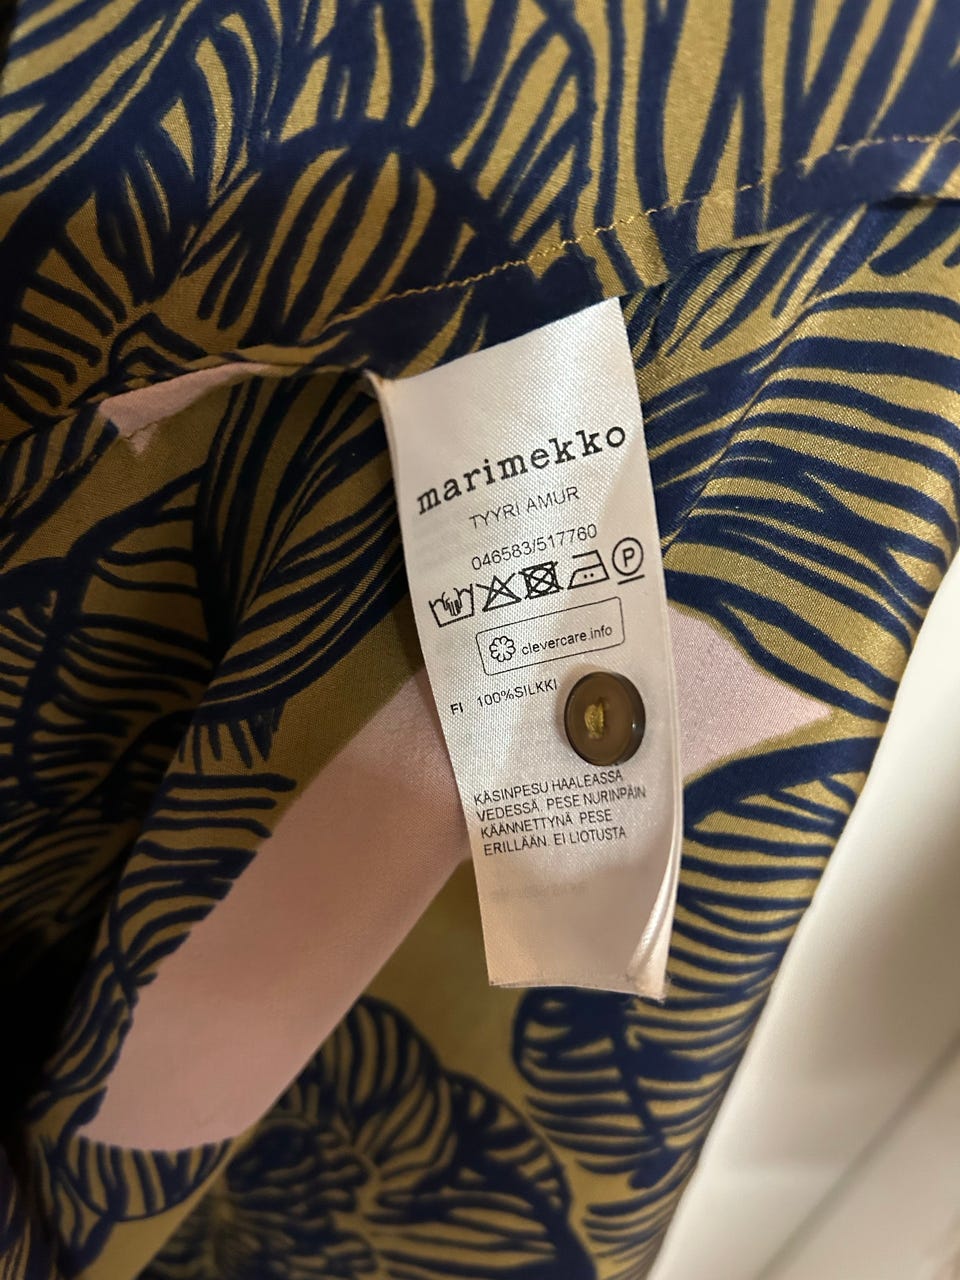 marimekko
TYYRI AMUR
046583/517760
P
clevercare.info
FI 100%SILKKI
KÄSINPESU HAALEASSA
VEDESSÄ. PESE NURINPÄIN
KÄÄNNETTYNÄ. PESE
ERILLÄÄN. EI LIOTUSTA